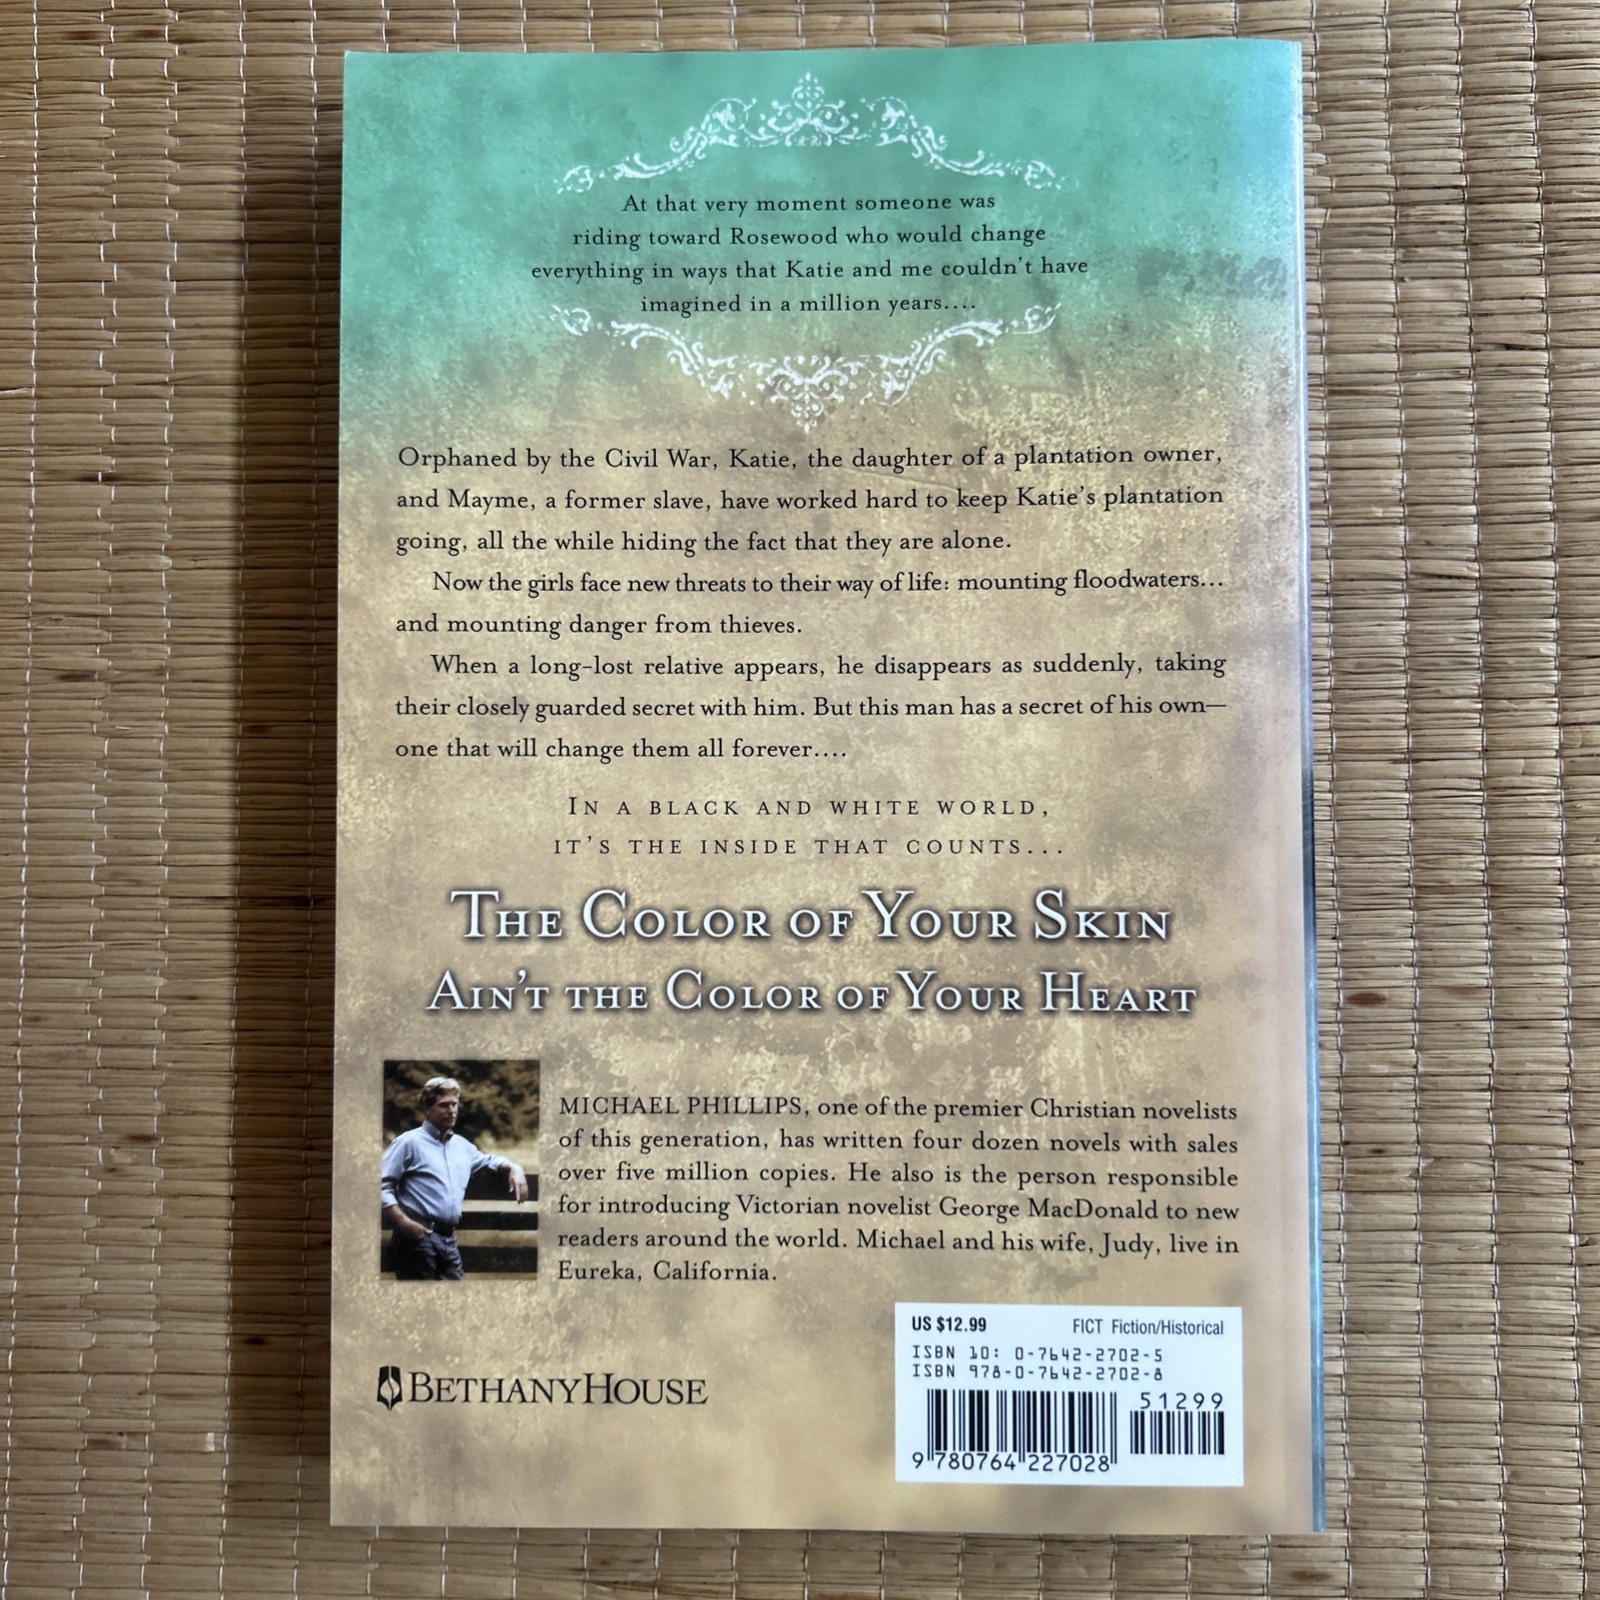 At that very moment someone was
riding toward Rosewood who would change
everything in ways that Katie and me couldn't have
imagined in a million years....
Orphaned by the Civil War, Katie, the daughter of a plantation owner,
and Mayme, a former slave, have worked hard to keep Katie's plantation
going, all the while hiding the fact that they are alone.
Now the girls face new threats to their way of life: mounting floodwaters...
and mounting danger from thieves.
When a long-lost relative appears, he disappears as suddenly, taking
their closely guarded secret with him. But this man has a secret of his own—
one that will change them all forever....
IN A BLACK AND WHITE WORLD,
IT'S THE INSIDE THAT COUNTS...
THE COLOR OF YOUR SKIN
AIN'T THE COLOR OF YOUR HEART
MICHAEL PHILLIPS, one of the premier Christian novelists
of this generation, has written four dozen novels with sales
over five million copies. He also is the person responsible
for introducing Victorian novelist George MacDonald to new
readers around the world. Michael and his wife, Judy, live in
Eureka, California.
BETHANYHOUSE
US $12.99 FICT Fiction/Historical
ISBN 10: 0-7642-2702-5
ISBN 978-0-7642-2702-8
51299
9 780764 227028